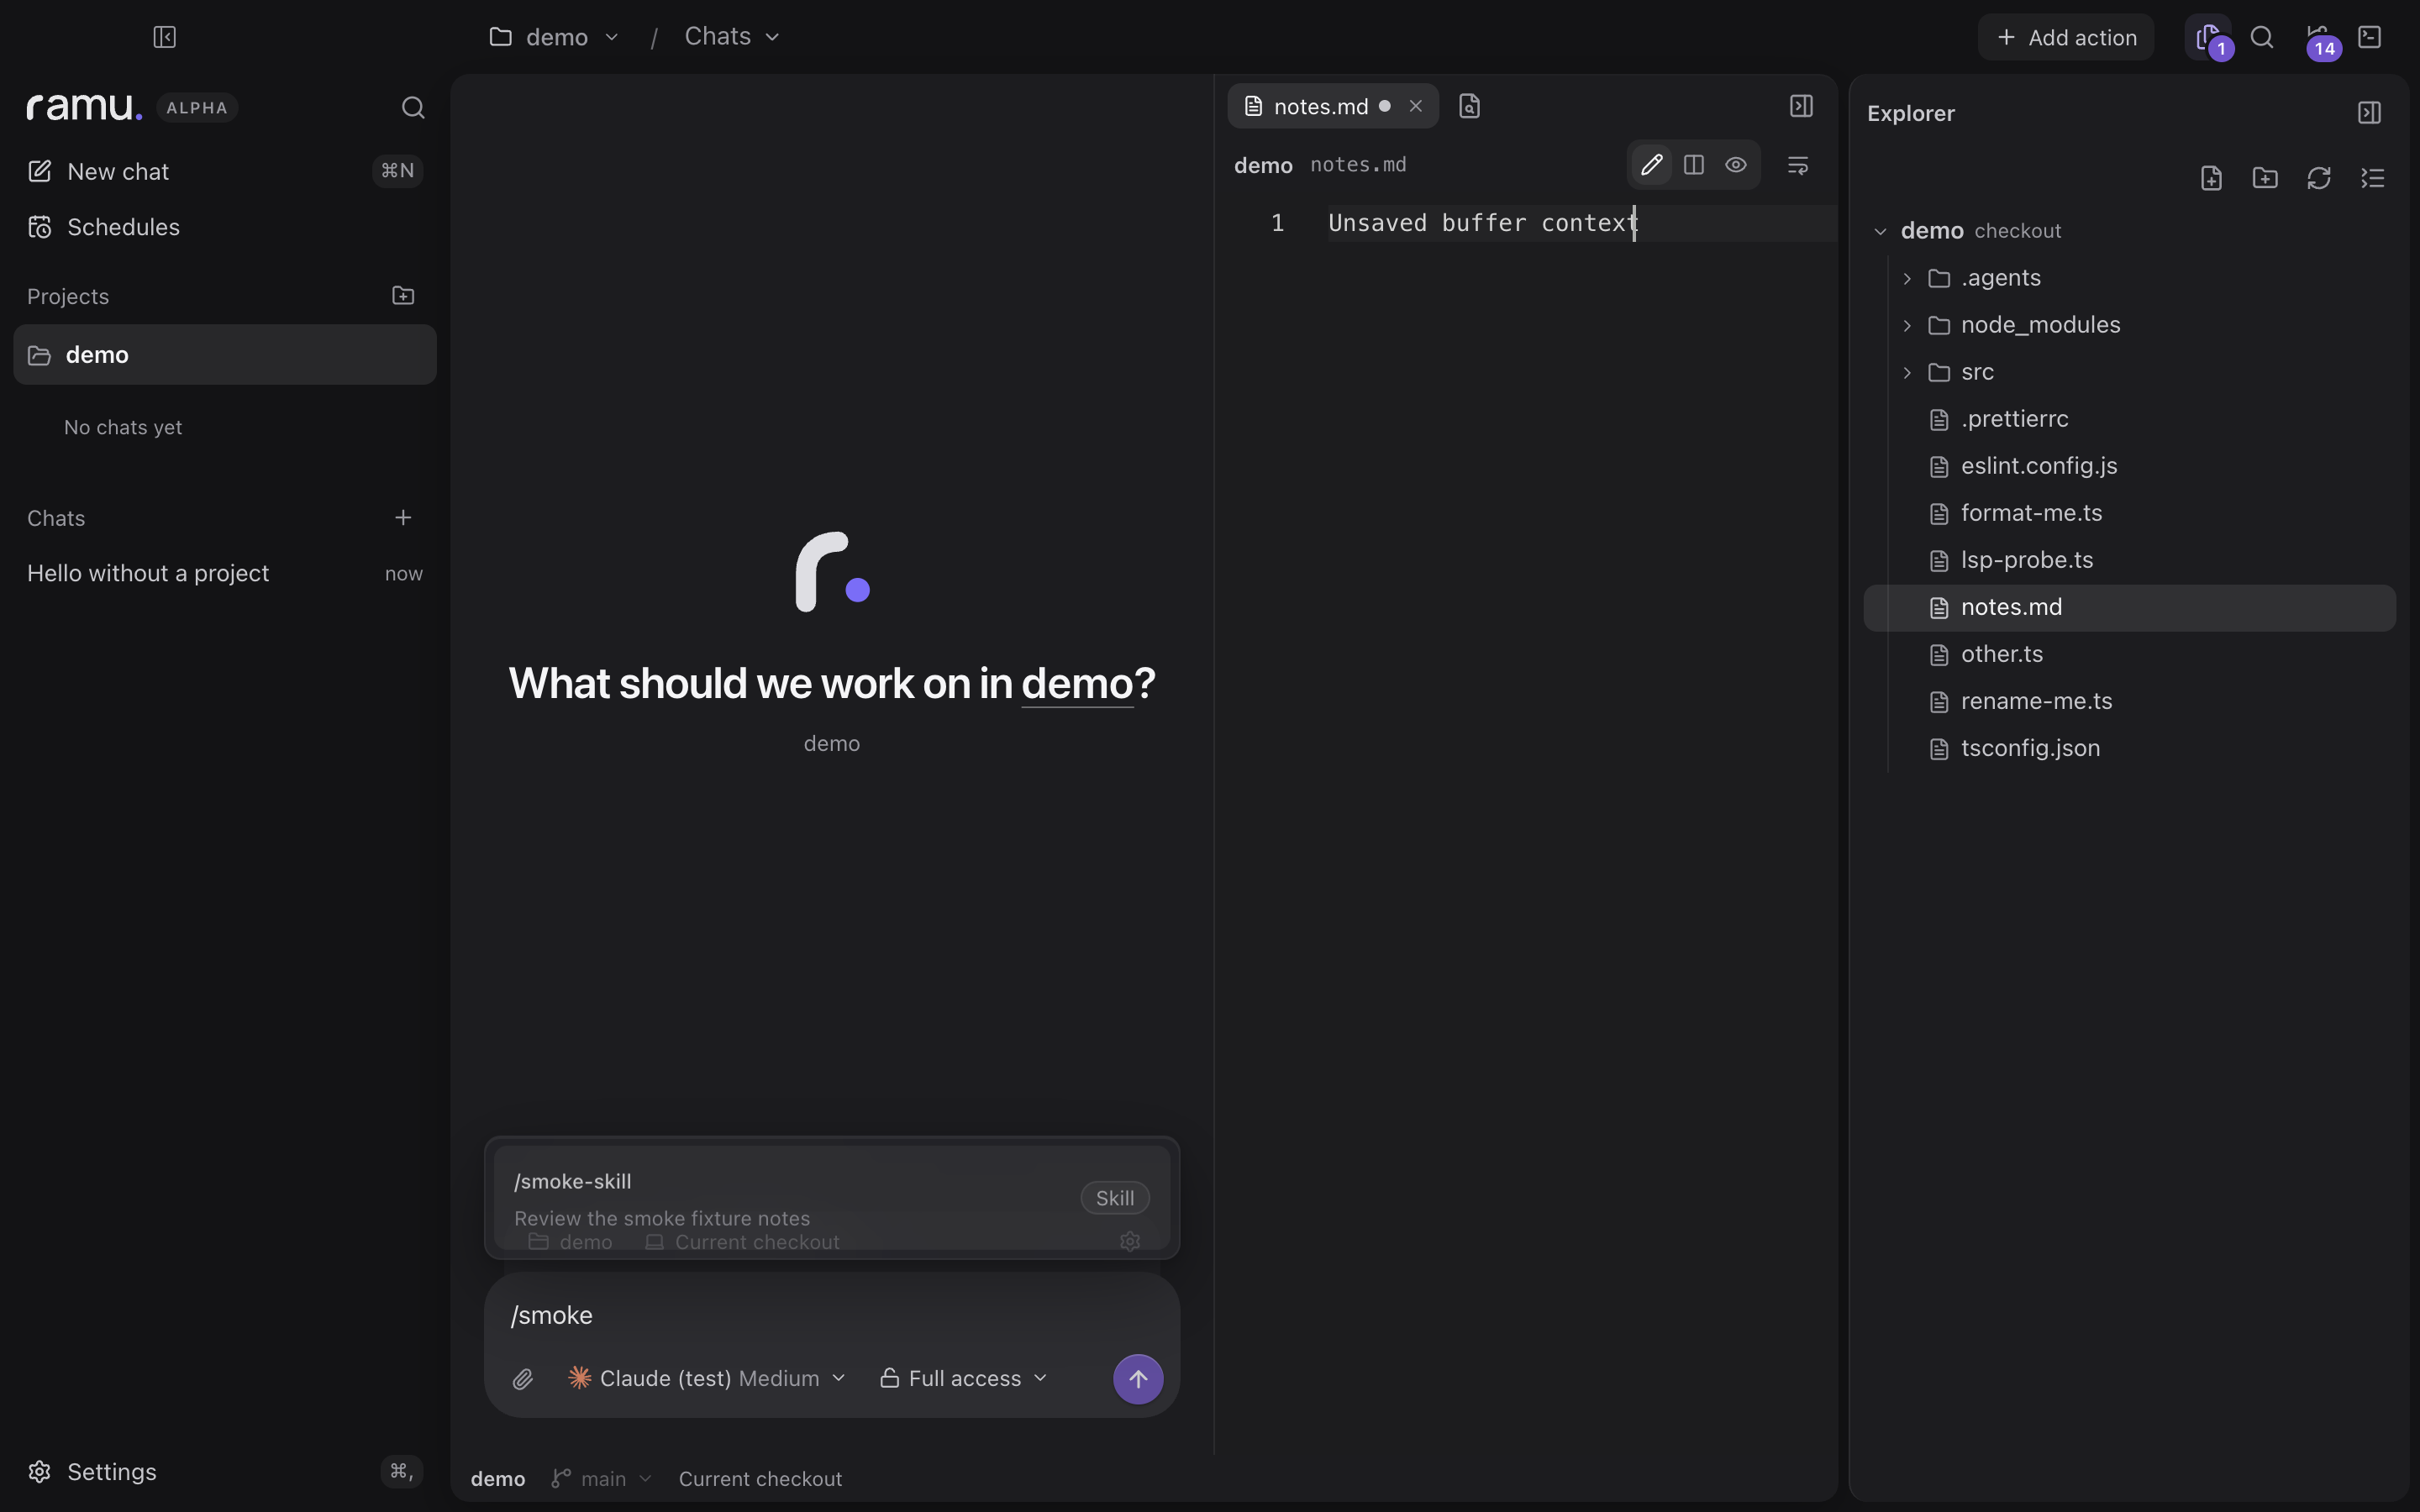 demo / Chats
Add action
1
14
ramu. ALPHA
New chat ⌘N
Schedules
Projects
demo
No chats yet
Chats
Hello without a project now
Settings ⌘,
What should we work on in demo?
demo
/smoke-skill
Review the smoke fixture notes
Skill
demo Current checkout
/smoke
Claude (test) Medium Full access
demo main Current checkout
notes.md
demo notes.md
1 Unsaved buffer context
Explorer
demo checkout
.agents
node_modules
src
.prettierrc
eslint.config.js
format-me.ts
lsp-probe.ts
notes.md
other.ts
rename-me.ts
tsconfig.json